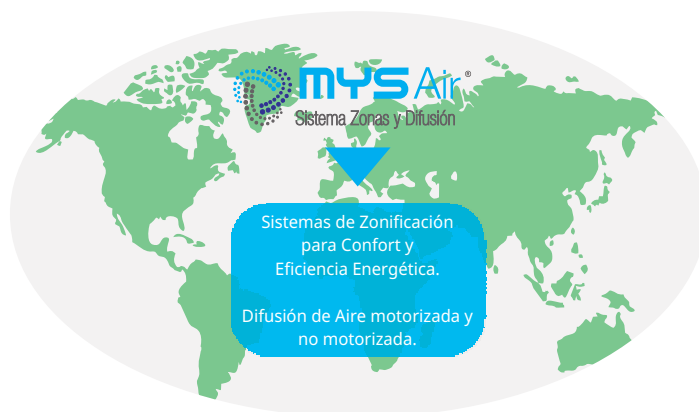 MYS Air®
Sistema Zonas y Difusión
Sistemas de Zonificación
para Confort y
Eficiencia Energética.
Difusión de Aire motorizada y
no motorizada.